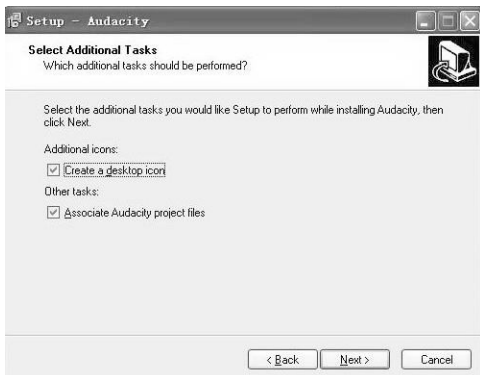 Setup - Audacity
Select Additional Tasks
Which additional tasks should be performed?
Select the additional tasks you would like Setup to perform while installing Audacity, then
click Next.
Additional icons:
Create a desktop icon
Other tasks:
Associate Audacity project files
< Back
Next >
Cancel